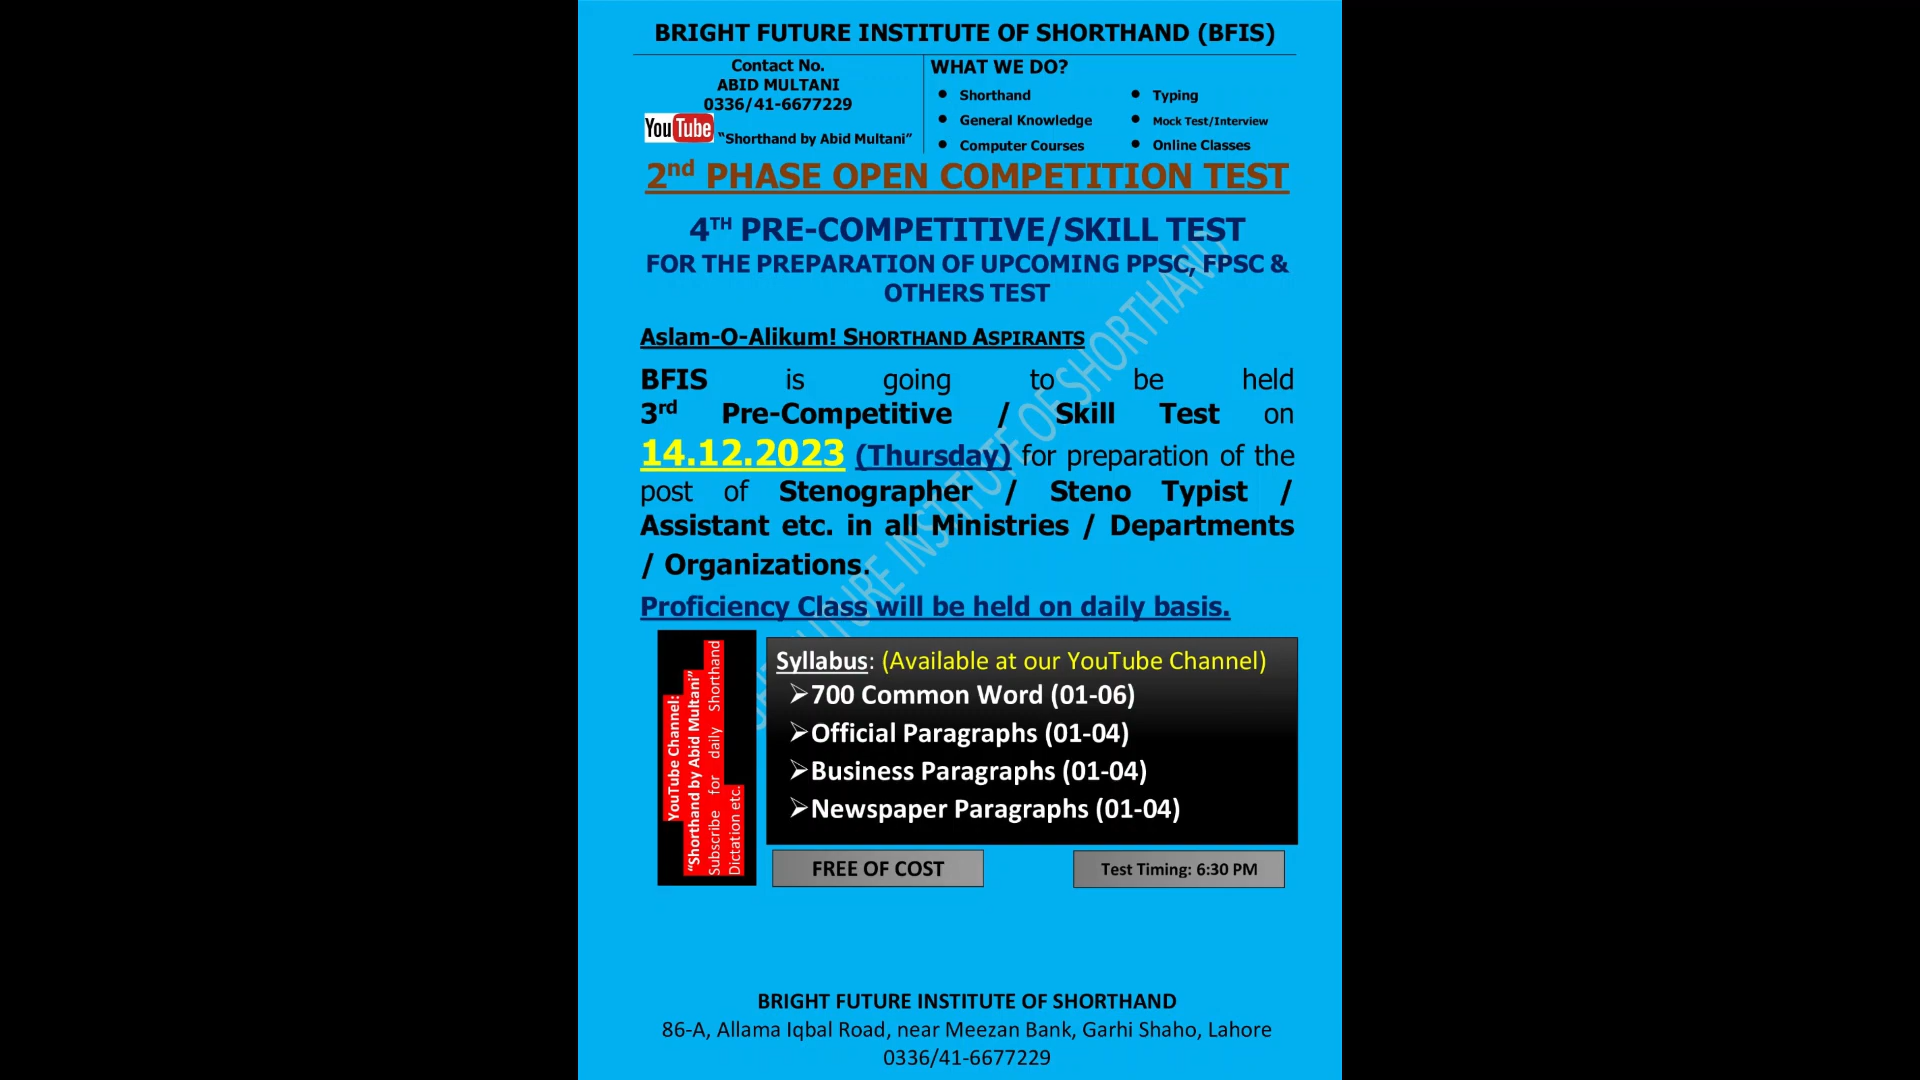 BRIGHT FUTURE INSTITUTE OF SHORTHAND (BFIS)
Contact No.
ABID MULTANI
0336/41-6677229
YouTube "Shorthand by Abid Multani"
WHAT WE DO?
• Shorthand
• General Knowledge
• Computer Courses
• Typing
• Mock Test/Interview
• Online Classes
2nd PHASE OPEN COMPETITION TEST
4TH PRE-COMPETITIVE/SKILL TEST
FOR THE PREPARATION OF UPCOMING PPSC, FPSC &
OTHERS TEST
Aslam-O-Alikum! SHORTHAND ASPIRANTS
BFIS is going to be held
3rd Pre-Competitive / Skill Test on
14.12.2023 (Thursday) for preparation of the
post of Stenographer / Steno Typist /
Assistant etc. in all Ministries / Departments
/ Organizations.
Proficiency Class will be held on daily basis.
YouTube Channel:
"Shorthand by Abid Multani"
Subscribe for daily Shorthand
Dictation etc.
Syllabus: (Available at our YouTube Channel)
➢700 Common Word (01-06)
➢Official Paragraphs (01-04)
➢Business Paragraphs (01-04)
➢Newspaper Paragraphs (01-04)
FREE OF COST
Test Timing: 6:30 PM
BRIGHT FUTURE INSTITUTE OF SHORTHAND
86-A, Allama Iqbal Road, near Meezan Bank, Garhi Shaho, Lahore
0336/41-6677229